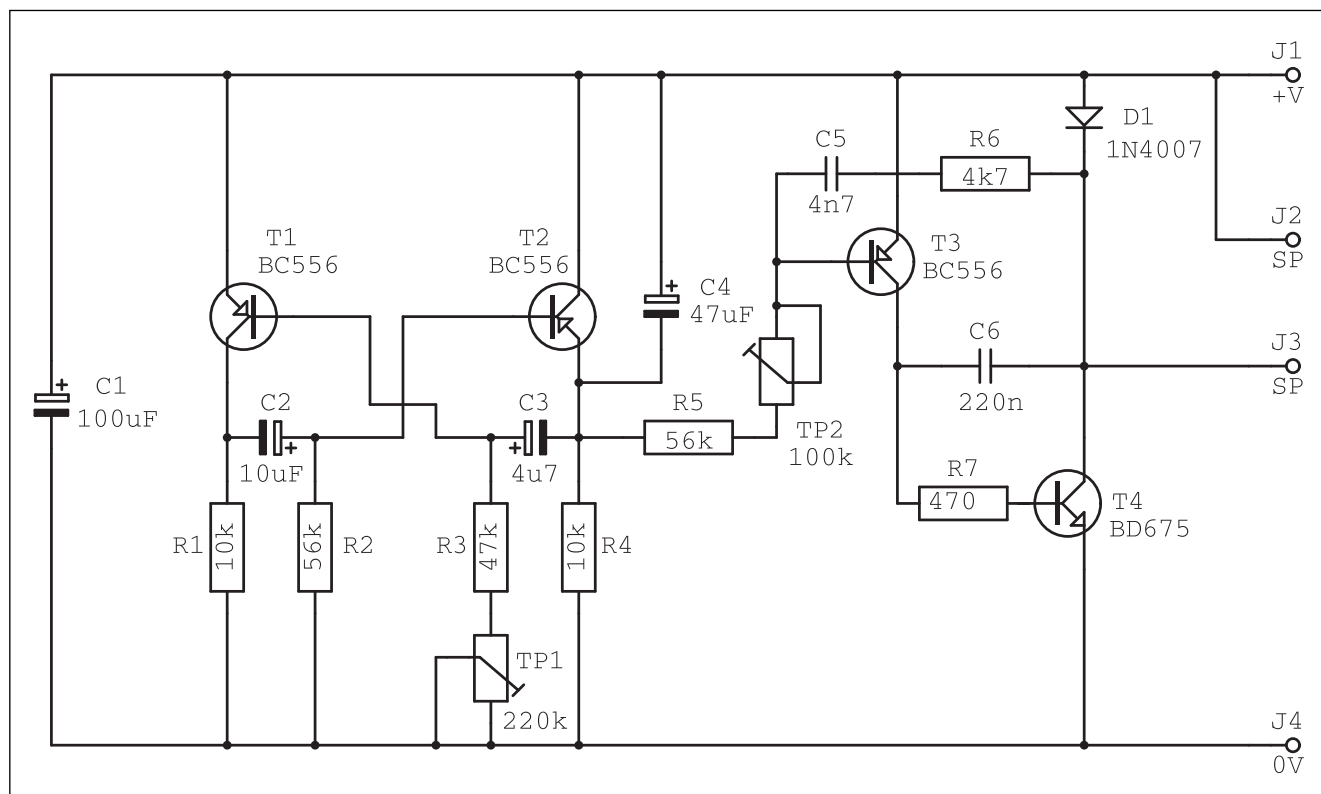 J1
+V
D1
1N4007
C5
4n7
R6
4k7
J2
SP
T1
BC556
T2
BC556
T3
BC556
C4
47uF
C6
220n
J3
SP
C1
100uF
C2
10uF
C3
4u7
R5
56k
TP2
100k
R7
470
T4
BD675
R1
10k
56k
R2
R3
47k
10k
R4
TP1
220k
J4
0V